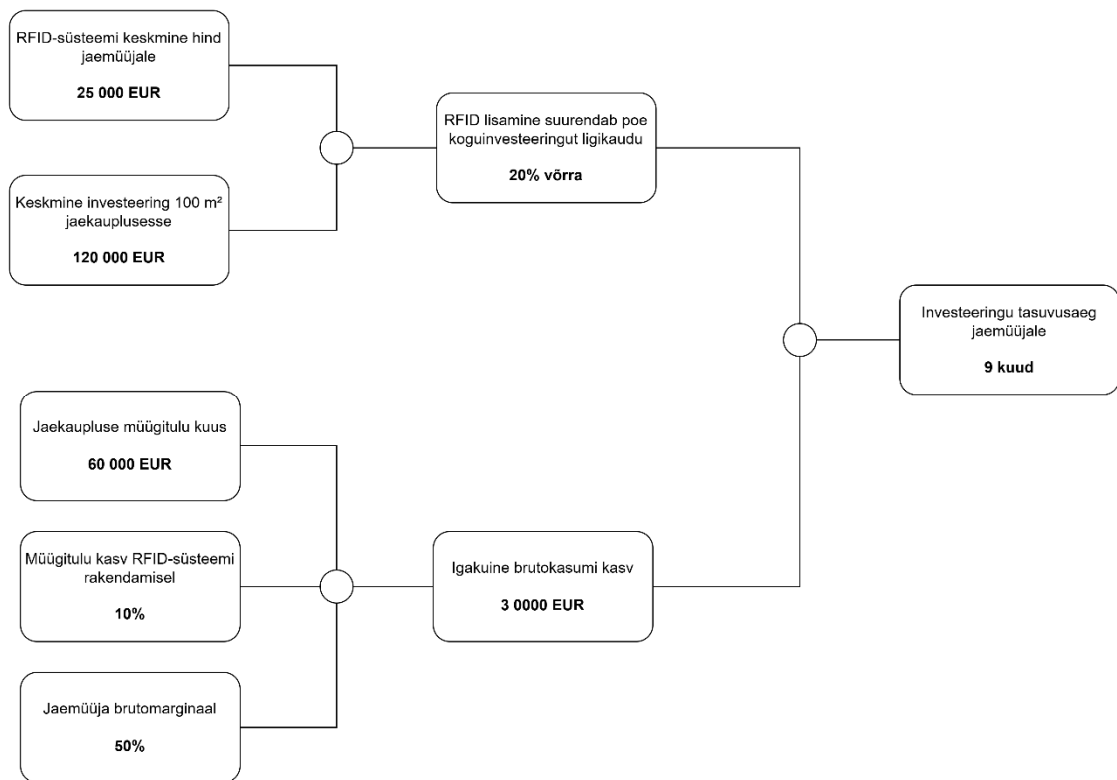 RFID-süsteemi keskmine hind
jaemüüjale
25 000 EUR
Keskmine investeering 100 m²
jaekauplusesse
120 000 EUR
RFID lisamine suurendab poe
koguinvesteeringut ligikaudu
20% võrra
Investeeringu tasuvusaeg
jaemüüjale
9 kuud
Jaekaupluse müügitulu kuus
60 000 EUR
Müügitulu kasv RFID-süsteemi
rakendamisel
10%
Jaemüüja brutomarginaal
50%
Igakuine brutokasumi kasv
3 0000 EUR